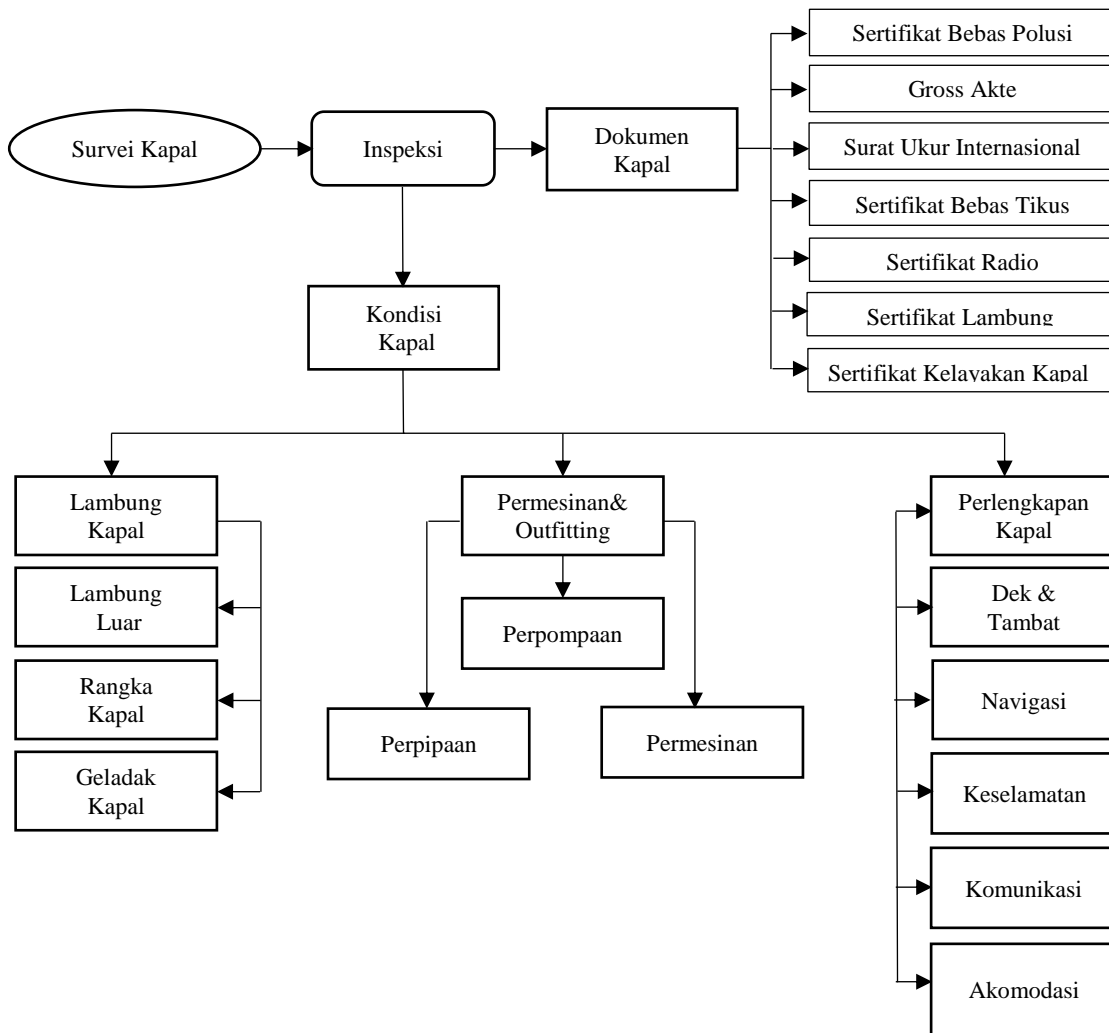 Survei Kapal
Inspeksi
Dokumen
Kapal
Sertifikat Bebas Polusi
Gross Akte
Surat Ukur Internasional
Sertifikat Bebas Tikus
Sertifikat Radio
Sertifikat Lambung
Sertifikat Kelayakan Kapal
Kondisi
Kapal
Lambung
Kapal
Lambung
Luar
Rangka
Kapal
Geladak
Kapal
Permesinan&
Outfitting
Perpompaan
Perpipaan
Permesinan
Perlengkapan
Kapal
Dek &
Tambat
Navigasi
Keselamatan
Komunikasi
Akomodasi